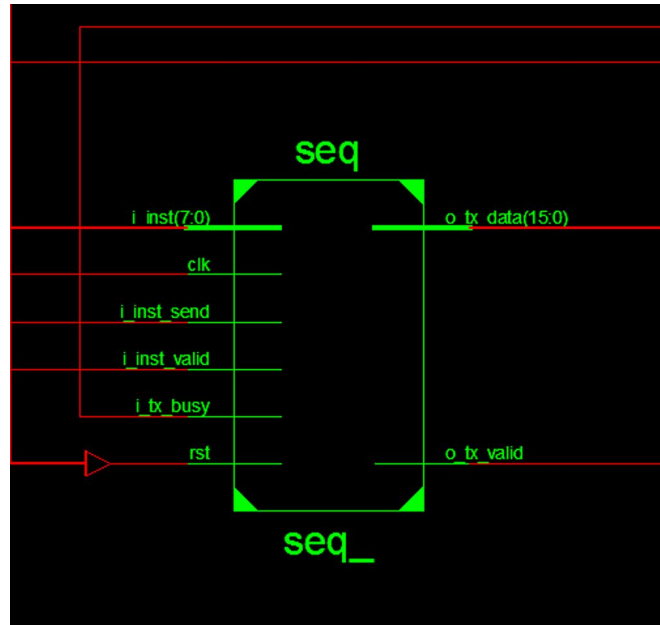 seq
i_inst(7:0)
o_tx_data(15:0)
clk
i_inst_send
i_inst_valid
i_tx_busy
rst
o_tx_valid
seq_